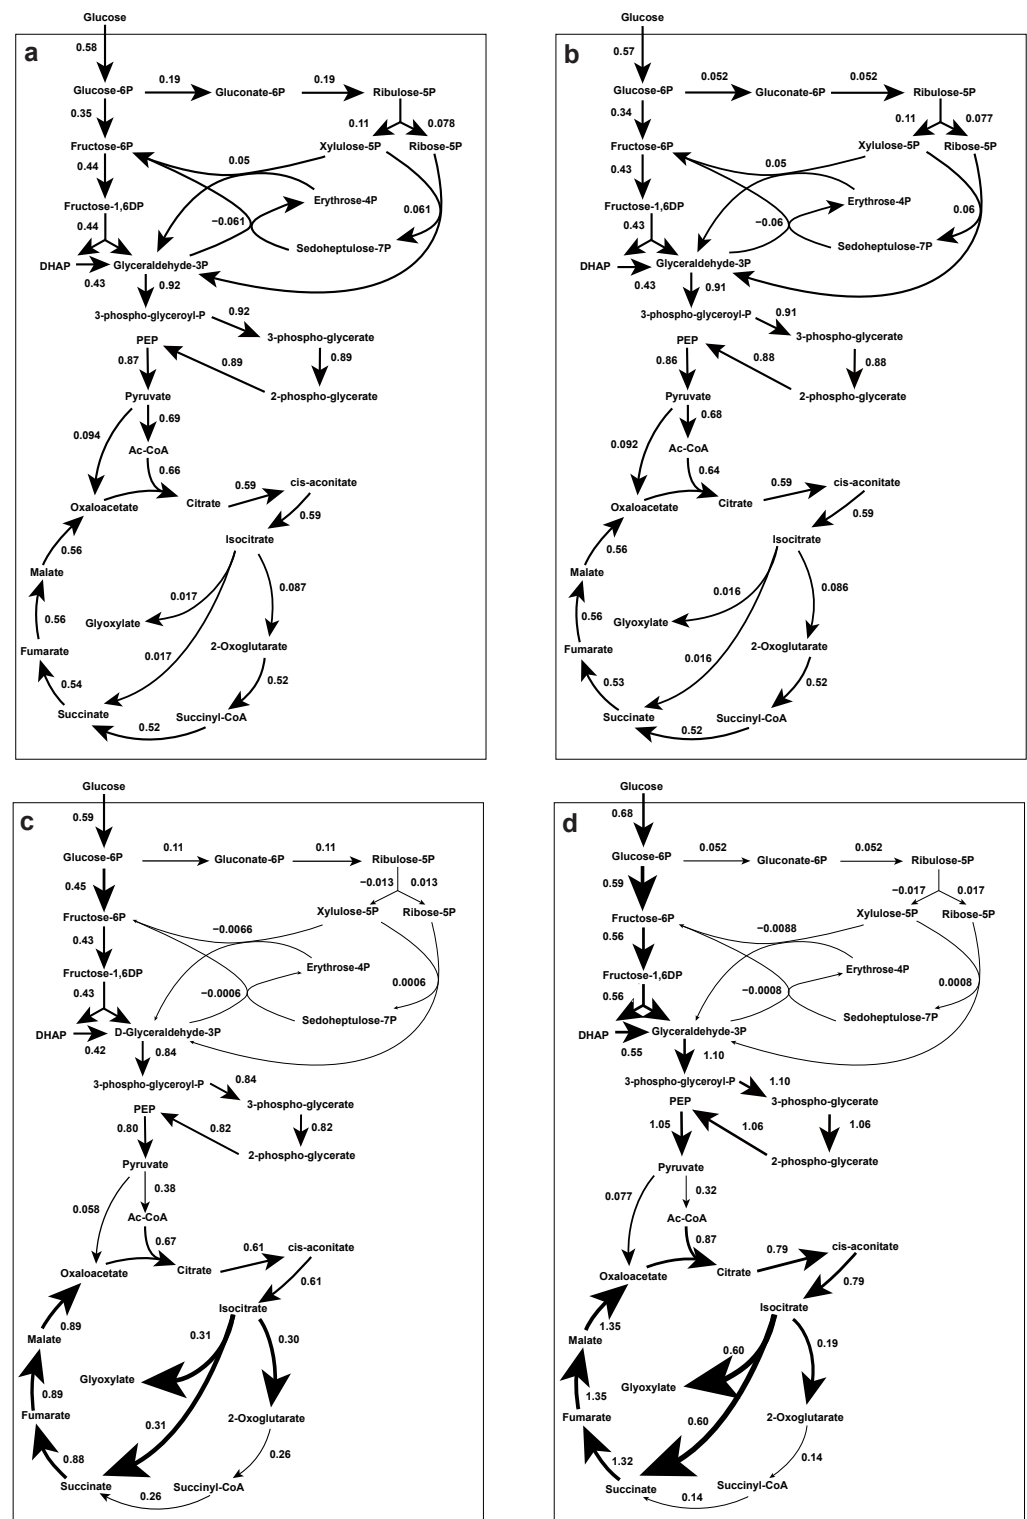 Glucose
a
0.58
Glucose-6P
0.19
Gluconate-6P
0.19
Ribulose-5P
0.35
0.11
0.078
Fructose-6P
Xylulose-5P
Ribose-5P
0.44
0.05
Fructose-1,6DP
Erythrose-4P
0.44
−0.061
0.061
Sedoheptulose-7P
DHAP
Glyceraldehyde-3P
0.43
0.92
3-phospho-glyceroyl-P
0.92
3-phospho-glycerate
PEP
0.87
0.89
0.89
Pyruvate
2-phospho-glycerate
0.69
0.094
Ac-CoA
0.66
0.59
cis-aconitate
Oxaloacetate
Citrate
0.59
0.56
Isocitrate
Malate
0.017
0.087
0.56
Glyoxylate
Fumarate
0.017
2-Oxoglutarate
0.54
0.52
Succinate
Succinyl-CoA
0.52
Glucose
b
0.57
Glucose-6P
0.052
Gluconate-6P
0.052
Ribulose-5P
0.34
0.11
0.077
Fructose-6P
Xylulose-5P
Ribose-5P
0.43
0.05
Fructose-1,6DP
Erythrose-4P
0.43
−0.06
0.06
Sedoheptulose-7P
DHAP
Glyceraldehyde-3P
0.43
0.91
3-phospho-glyceroyl-P
0.91
3-phospho-glycerate
PEP
0.86
0.88
0.88
Pyruvate
2-phospho-glycerate
0.68
0.092
Ac-CoA
0.64
0.59
cis-aconitate
Oxaloacetate
Citrate
0.59
0.56
Isocitrate
Malate
0.016
0.086
0.56
Glyoxylate
Fumarate
0.016
2-Oxoglutarate
0.53
0.52
Succinate
Succinyl-CoA
0.52
Glucose
c
0.59
Glucose-6P
0.11
Gluconate-6P
0.11
Ribulose-5P
0.45
−0.013
0.013
Fructose-6P
Xylulose-5P
Ribose-5P
0.43
−0.0066
Fructose-1,6DP
Erythrose-4P
0.43
−0.0006
0.0006
Sedoheptulose-7P
DHAP
D-Glyceraldehyde-3P
0.42
0.84
3-phospho-glyceroyl-P
0.84
3-phospho-glycerate
PEP
0.80
0.82
0.82
Pyruvate
2-phospho-glycerate
0.38
0.058
Ac-CoA
0.67
0.61
cis-aconitate
Oxaloacetate
Citrate
0.61
0.89
Isocitrate
Malate
0.31
0.30
0.89
Glyoxylate
Fumarate
0.31
2-Oxoglutarate
0.88
0.26
Succinate
Succinyl-CoA
0.26
Glucose
d
0.68
Glucose-6P
0.052
Gluconate-6P
0.052
Ribulose-5P
0.59
−0.017
0.017
Fructose-6P
Xylulose-5P
Ribose-5P
0.56
−0.0088
Fructose-1,6DP
Erythrose-4P
0.56
−0.0008
0.0008
Sedoheptulose-7P
DHAP
Glyceraldehyde-3P
0.55
1.10
3-phospho-glyceroyl-P
1.10
3-phospho-glycerate
PEP
1.05
1.06
1.06
Pyruvate
2-phospho-glycerate
0.32
0.077
Ac-CoA
0.87
0.79
cis-aconitate
Oxaloacetate
Citrate
0.79
1.35
Isocitrate
Malate
0.60
0.19
1.35
Glyoxylate
Fumarate
0.60
2-Oxoglutarate
1.32
0.14
Succinate
Succinyl-CoA
0.14